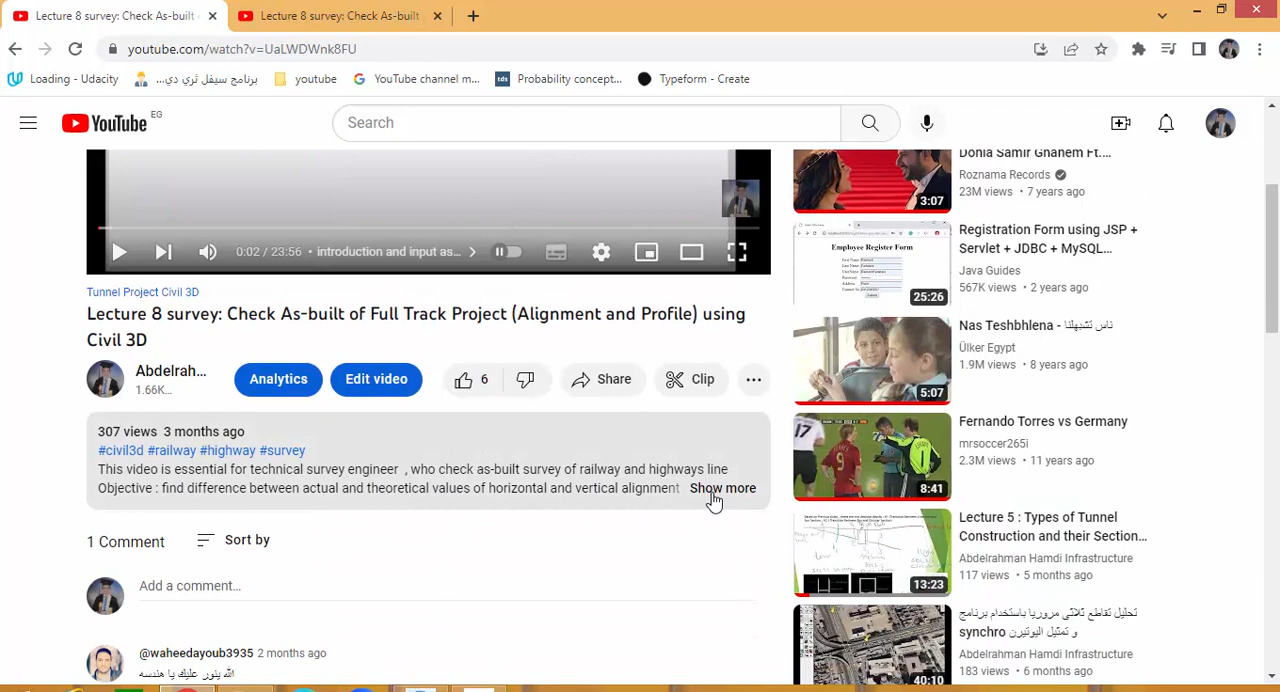 Lecture 8 survey: Check As-built
Lecture 8 survey: Check As-built
youtube.com/watch?v=UaLWDWnk8FU
Loading - Udacity
برنامج سيفل ثري دي...
youtube
YouTube channel m...
tds
Probability concept...
Typeform - Create
YouTube EG
Search
0:02 / 23:56 • introduction and input as...
Tunnel Project Civil 3D
Lecture 8 survey: Check As-built of Full Track Project (Alignment and Profile) using
Civil 3D
Abdelrah...
1.66K...
Analytics
Edit video
6
Share
Clip
307 views 3 months ago
#civil3d #railway #highway #survey
This video is essential for technical survey engineer , who check as-built survey of railway and highways line
Objective : find difference between actual and theoretical values of horizontal and vertical alignment Show more
1 Comment
Sort by
Add a comment...
@waheedayoub3935 2 months ago
الله ينور عليك يا هندسه
3:07
Donia Samir Ghanem Ft....
Roznama Records
23M views • 7 years ago
Employee Register Form
25:26
Registration Form using JSP +
Servlet + JDBC + MySQL...
Java Guides
567K views • 2 years ago
5:07
Nas Teshbhlena - ناس تشبهلنا
Ülker Egypt
1.9M views • 8 years ago
17
8:41
Fernando Torres vs Germany
mrsoccer265i
2.3M views • 11 years ago
13:23
Lecture 5 : Types of Tunnel
Construction and their Section...
Abdelrahman Hamdi Infrastructure
117 views • 5 months ago
40:10
تحليل تقاطع ثلاثي مروريا باستخدام برنامج
synchro و تمثيل اليوتيرن
Abdelrahman Hamdi Infrastructure
183 views • 6 months ago